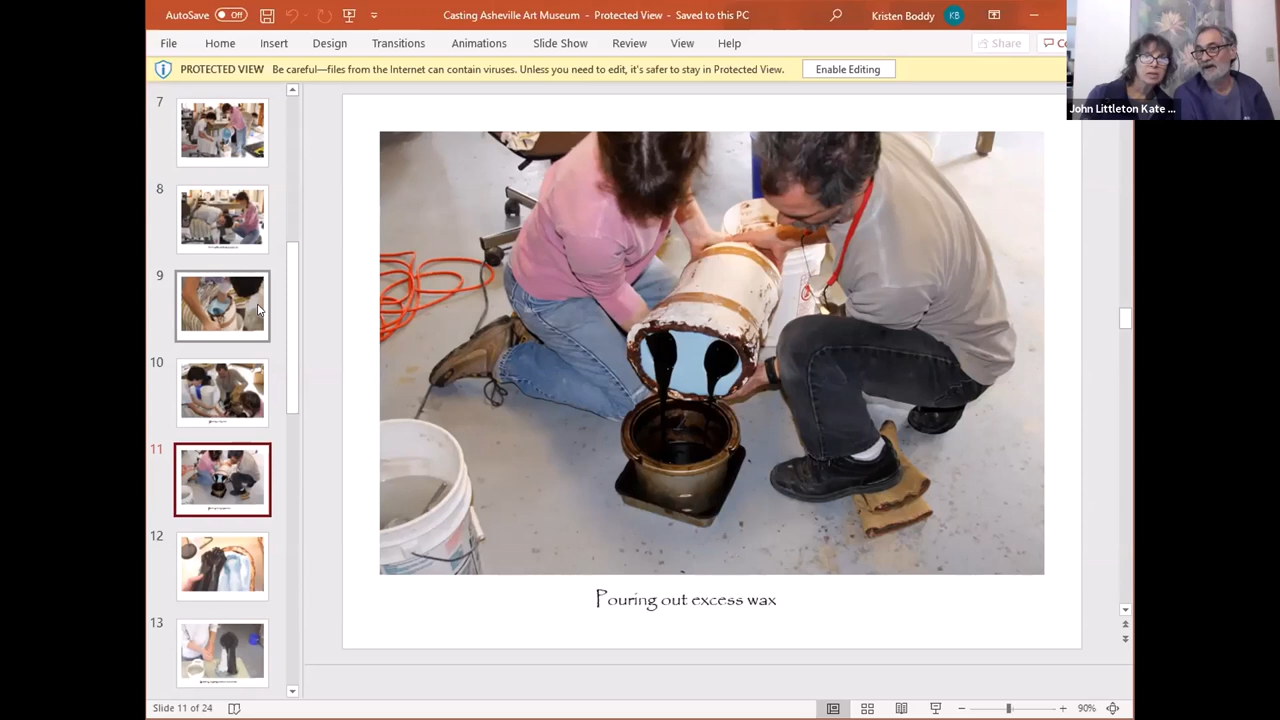 AutoSave Off
Casting Asheville Art Museum - Protected View - Saved to this PC
Kristen Boddy KB
File Home Insert Design Transitions Animations Slide Show Review View Help
Share
PROTECTED VIEW Be careful—files from the Internet can contain viruses. Unless you need to edit, it's safer to stay in Protected View. Enable Editing
John Littleton Kate ...
7
8
9
10
11
12
13
Pouring out excess wax
Slide 11 of 24
90%